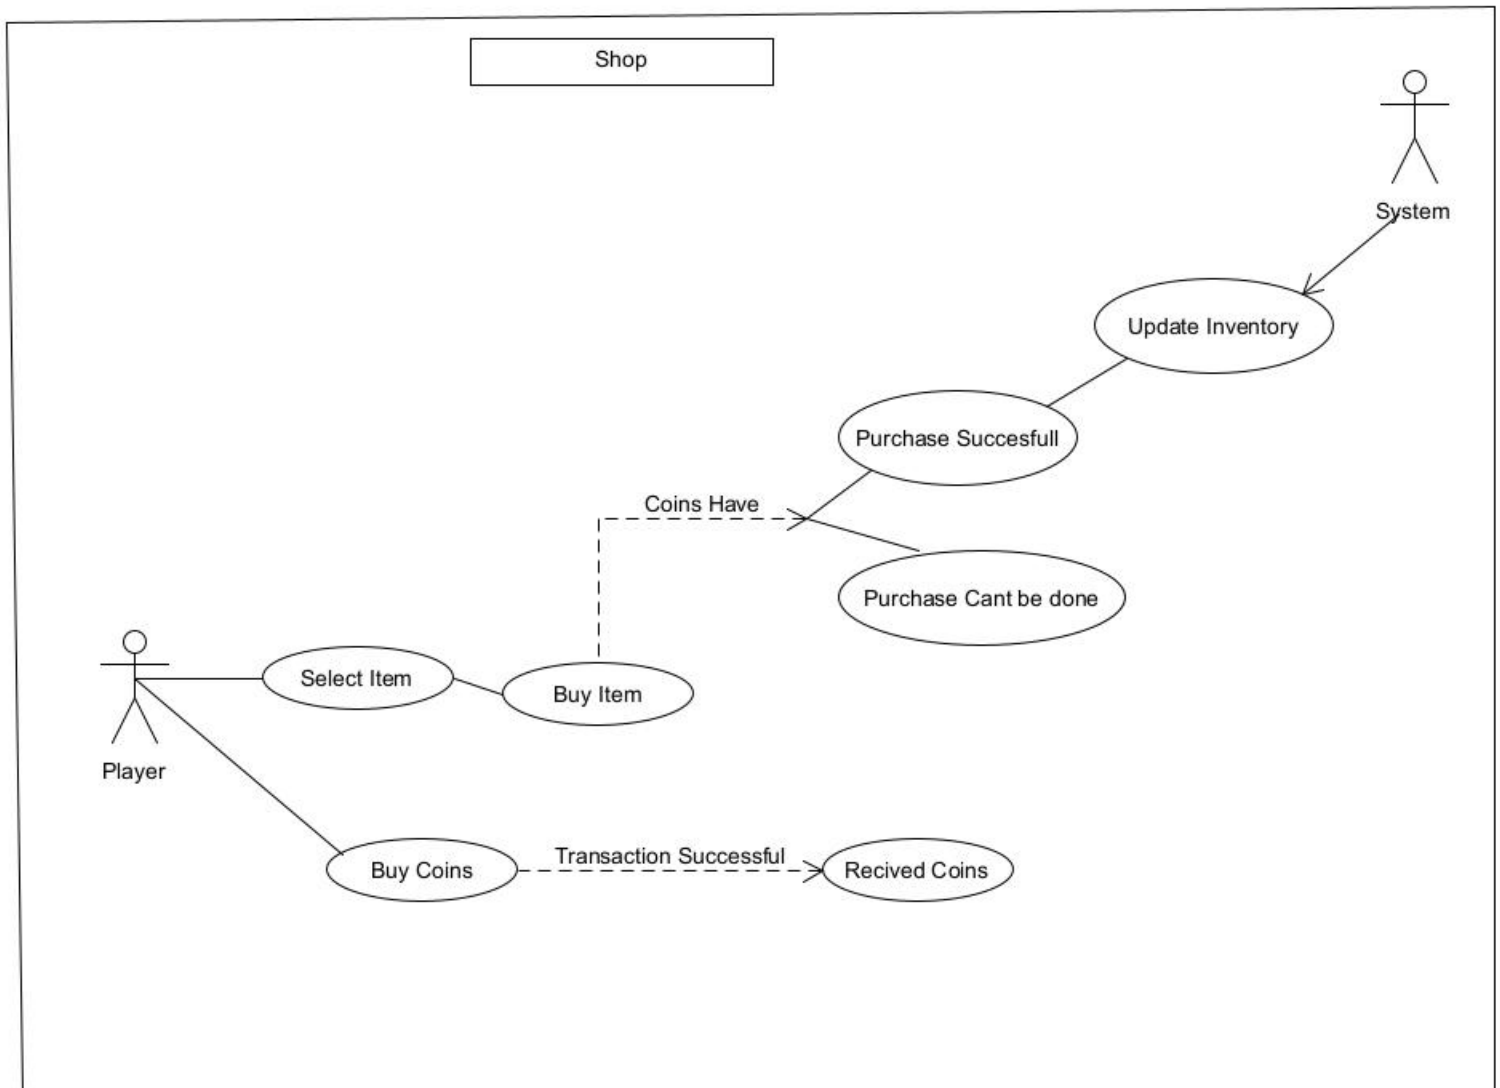 Shop
System
Update Inventory
Purchase Succesfull
Coins Have
Purchase Cant be done
Select Item
Buy Item
Player
Transaction Successful
Buy Coins
Recived Coins